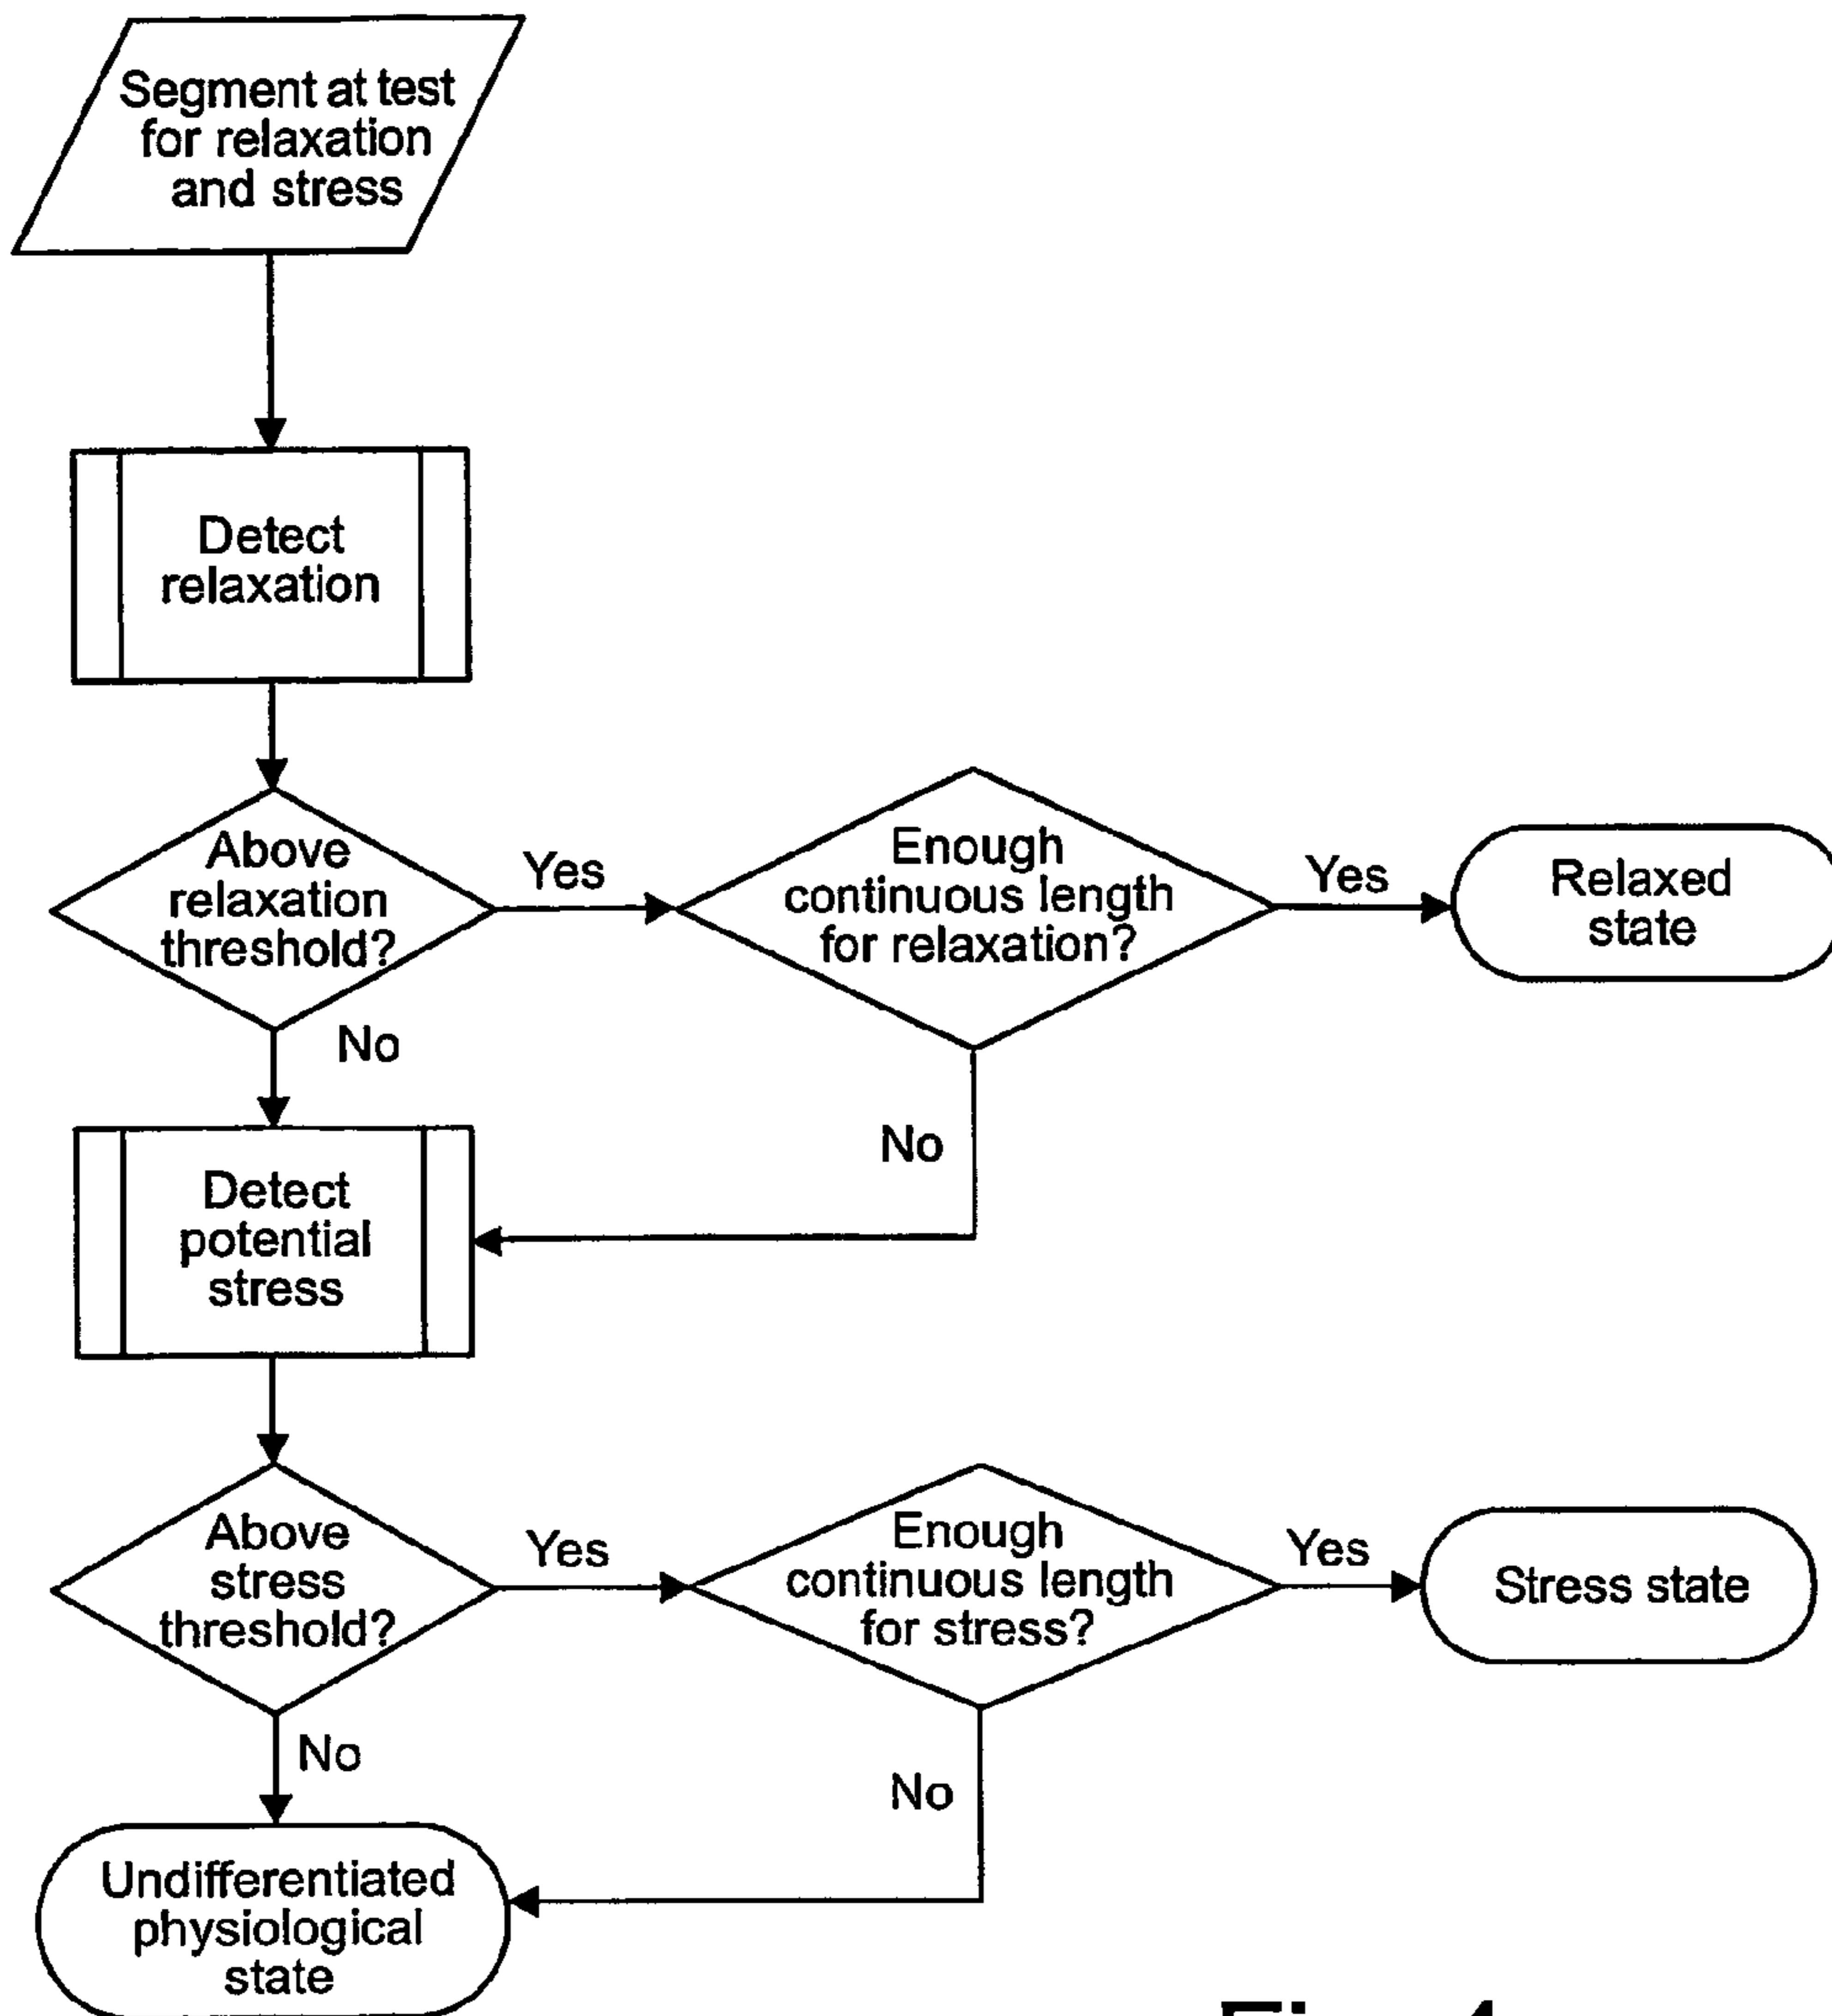 Segment at test
for relaxation
and stress
Detect
relaxation
Above
relaxation
threshold?
Yes
Enough
continuous length
for relaxation?
Yes
Relaxed
state
No
No
Detect
potential
stress
Above
stress
threshold?
Yes
Enough
continuous length
for stress?
Yes
Stress state
No
No
Undifferentiated
physiological
state